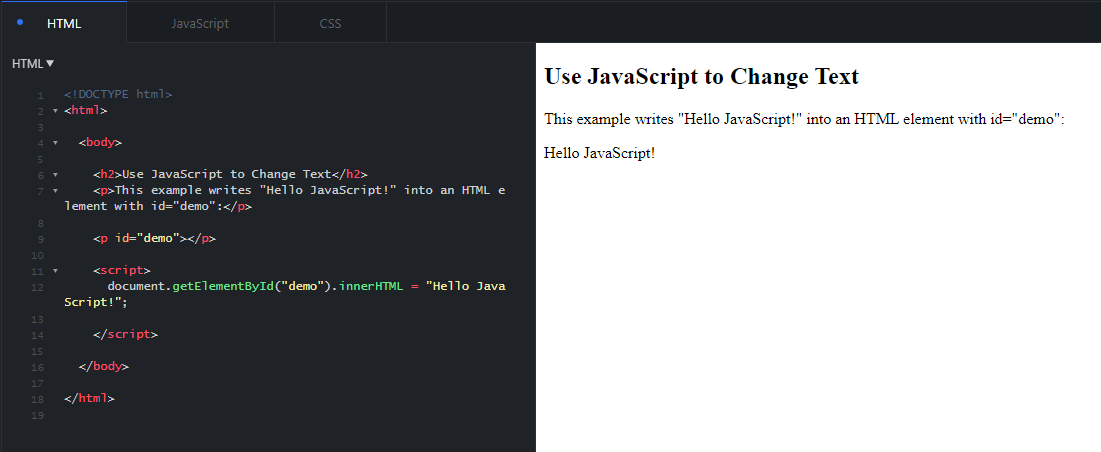 HTML JavaScript CSS
HTML ▼
1 <!DOCTYPE html>
2 ▾ <html>
3
4 ▾ <body>
5
6 ▾ <h2>Use JavaScript to Change Text</h2>
7 ▾ <p>This example writes "Hello JavaScript!" into an HTML e
lement with id="demo":</p>
8
9 <p id="demo"></p>
10
11 ▾ <script>
12 document.getElementById("demo").innerHTML = "Hello Java
Script!";
13
14 </script>
15
16 </body>
17
18 </html>
19
Use JavaScript to Change Text
This example writes "Hello JavaScript!" into an HTML element with id="demo":
Hello JavaScript!